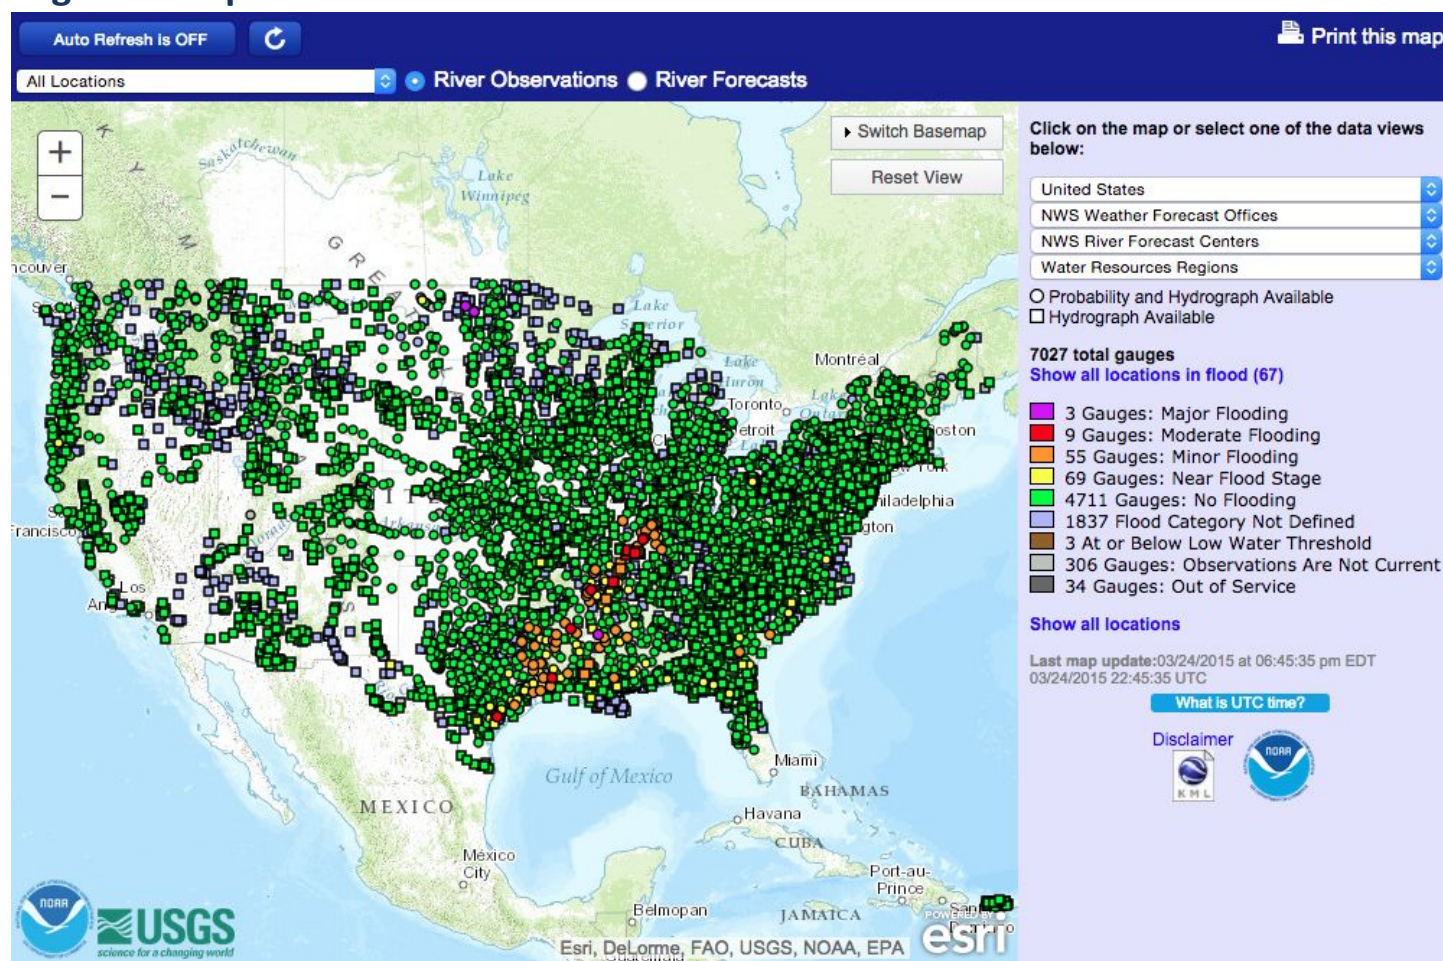 Auto Refresh is OFF
Print this map
All Locations
River Observations
River Forecasts
Switch Basemap
Reset View
+
−
Click on the map or select one of the data views
below:
United States
NWS Weather Forecast Offices
NWS River Forecast Centers
Water Resources Regions
Probability and Hydrograph Available
Hydrograph Available
7027 total gauges
Show all locations in flood (67)
3 Gauges: Major Flooding
9 Gauges: Moderate Flooding
55 Gauges: Minor Flooding
69 Gauges: Near Flood Stage
4711 Gauges: No Flooding
1837 Flood Category Not Defined
3 At or Below Low Water Threshold
306 Gauges: Observations Are Not Current
34 Gauges: Out of Service
Show all locations
Last map update:03/24/2015 at 06:45:35 pm EDT
03/24/2015 22:45:35 UTC
What is UTC time?
Disclaimer
KML
NOAA
Saskatchewan
Lake
Winnipeg
Lake
Montréal
Lake
Toronto
Los
Miami
Gulf of Mexico
BAHAMAS
MEXICO
Havana
CUBA
México
City
Port-au-
Prince
Belmopan
JAMAICA
NOAA
USGS
science for a changing world
POWERED BY
esri
Esri, DeLorme, FAO, USGS, NOAA, EPA